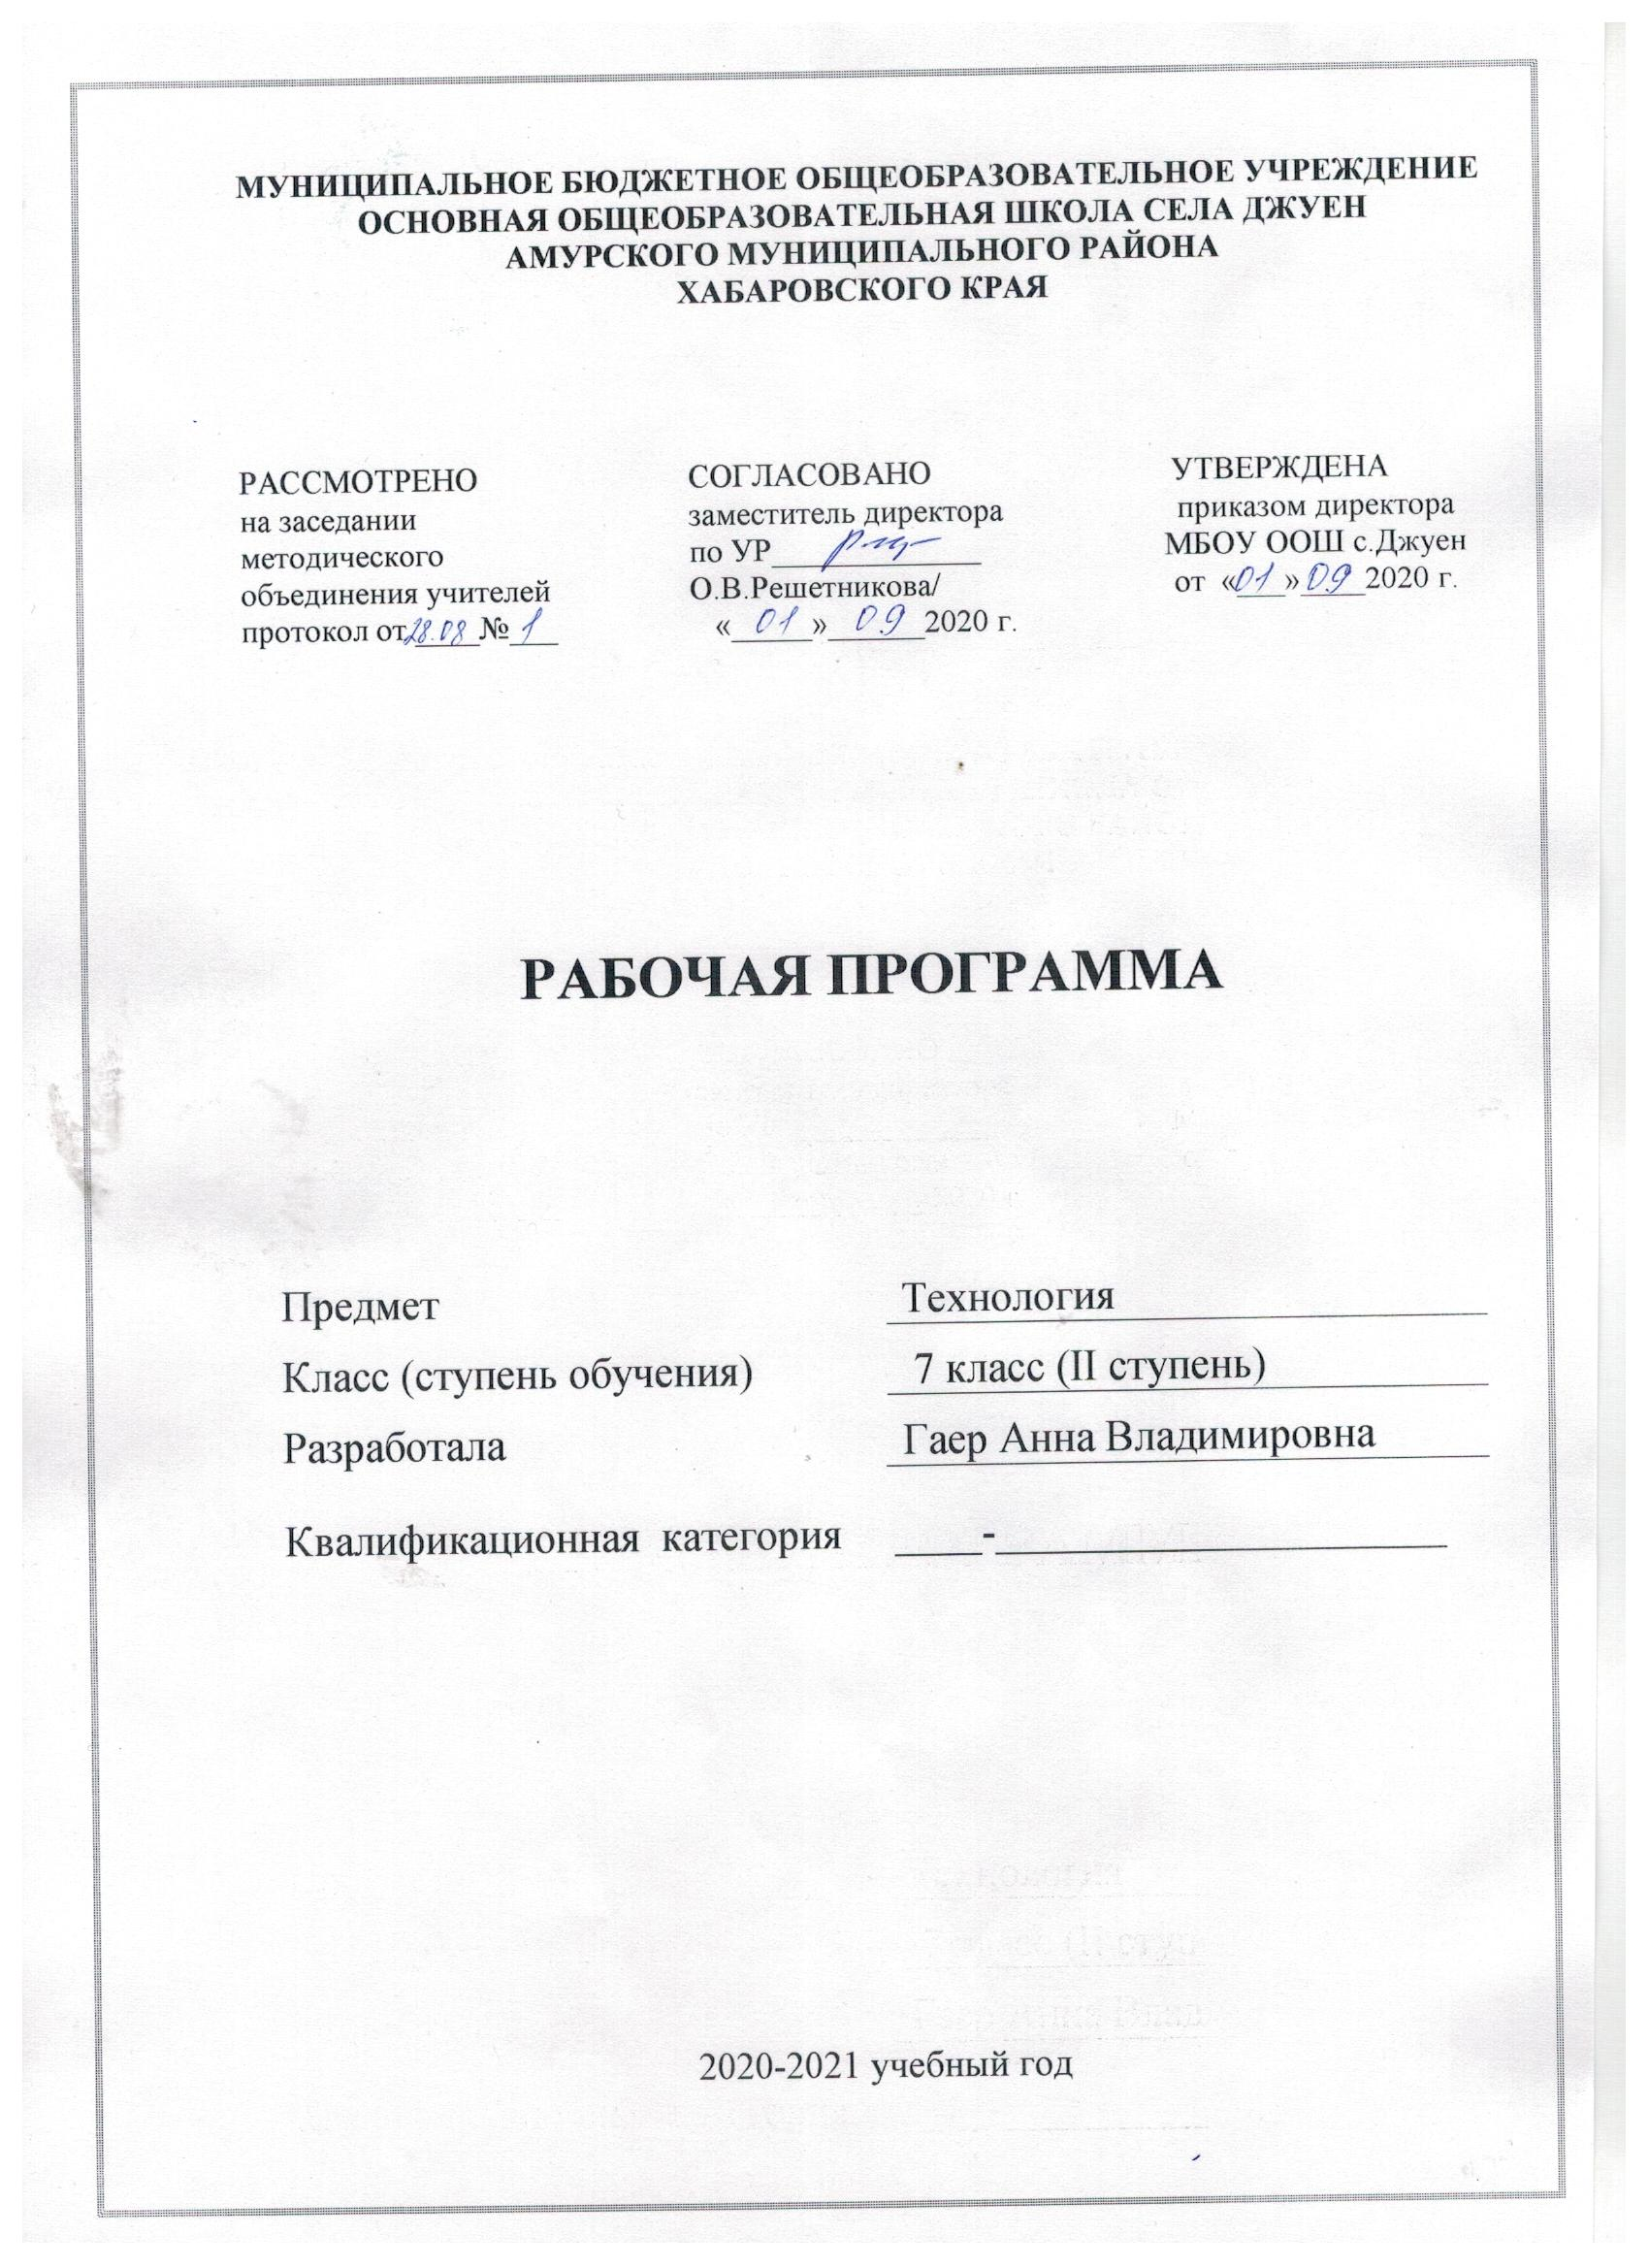 МУНИЦИПАЛЬНОЕ БЮДЖЕТНОЕ ОБЩЕОБРАЗОВАТЕЛЬНОЕ УЧРЕЖДЕНИЕ
ОСНОВНАЯ ОБЩЕОБРАЗОВАТЕЛЬНАЯ ШКОЛА СЕЛА ДЖУЕН
АМУРСКОГО МУНИЦИПАЛЬНОГО РАЙОНА
ХАБАРОВСКОГО КРАЯ
РАССМОТРЕНО
на заседании
методического
объединения учителей
протокол от 28.08 № 1
СОГЛАСОВАНО
заместитель директора
по УР
О.В.Решетникова/
«01» 09 2020 г.
УТВЕРЖДЕНА
приказом директора
МБОУ ООШ с.Джуен
от «01» 09 2020 г.
РАБОЧАЯ ПРОГРАММА
Предмет Технология
Класс (ступень обучения) 7 класс (II ступень)
Разработала Гаер Анна Владимировна
Квалификационная категория -
2020-2021 учебный год